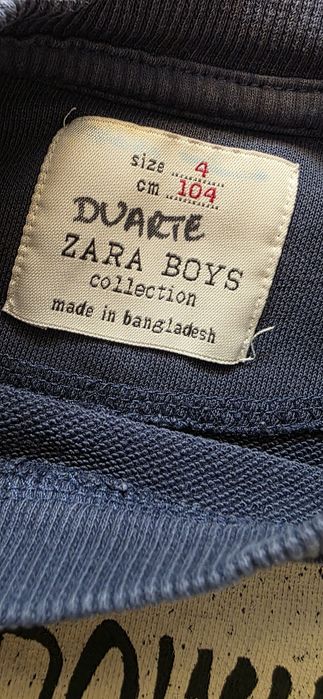 size 4
cm 104
DUARTE
ZARA BOYS
collection
made in bangladesh